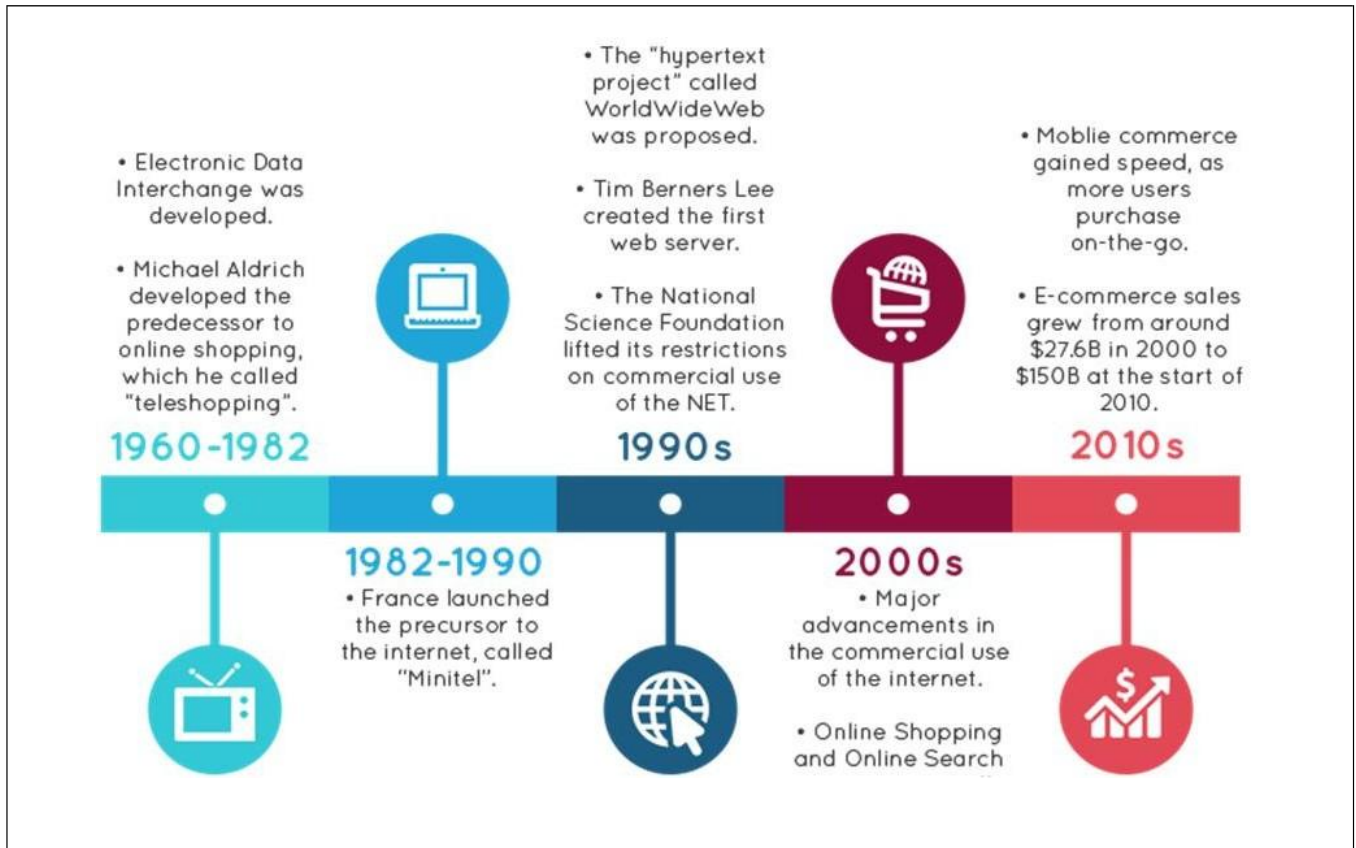 • Electronic Data
Interchange was
developed.
• Michael Aldrich
developed the
predecessor to
online shopping,
which he called
"teleshopping".
1960-1982
1982-1990
• France launched
the precursor to
the internet, called
"Minitel".
• The "hypertext
project" called
WorldWideWeb
was proposed.
• Tim Berners Lee
created the first
web server.
• The National
Science Foundation
lifted its restrictions
on commercial use
of the NET.
1990s
2000s
• Major
advancements in
the commercial use
of the internet.
• Online Shopping
and Online Search
• Moblie commerce
gained speed, as
more users
purchase
on-the-go.
• E-commerce sales
grew from around
$27.6B in 2000 to
$150B at the start of
2010.
2010s
$